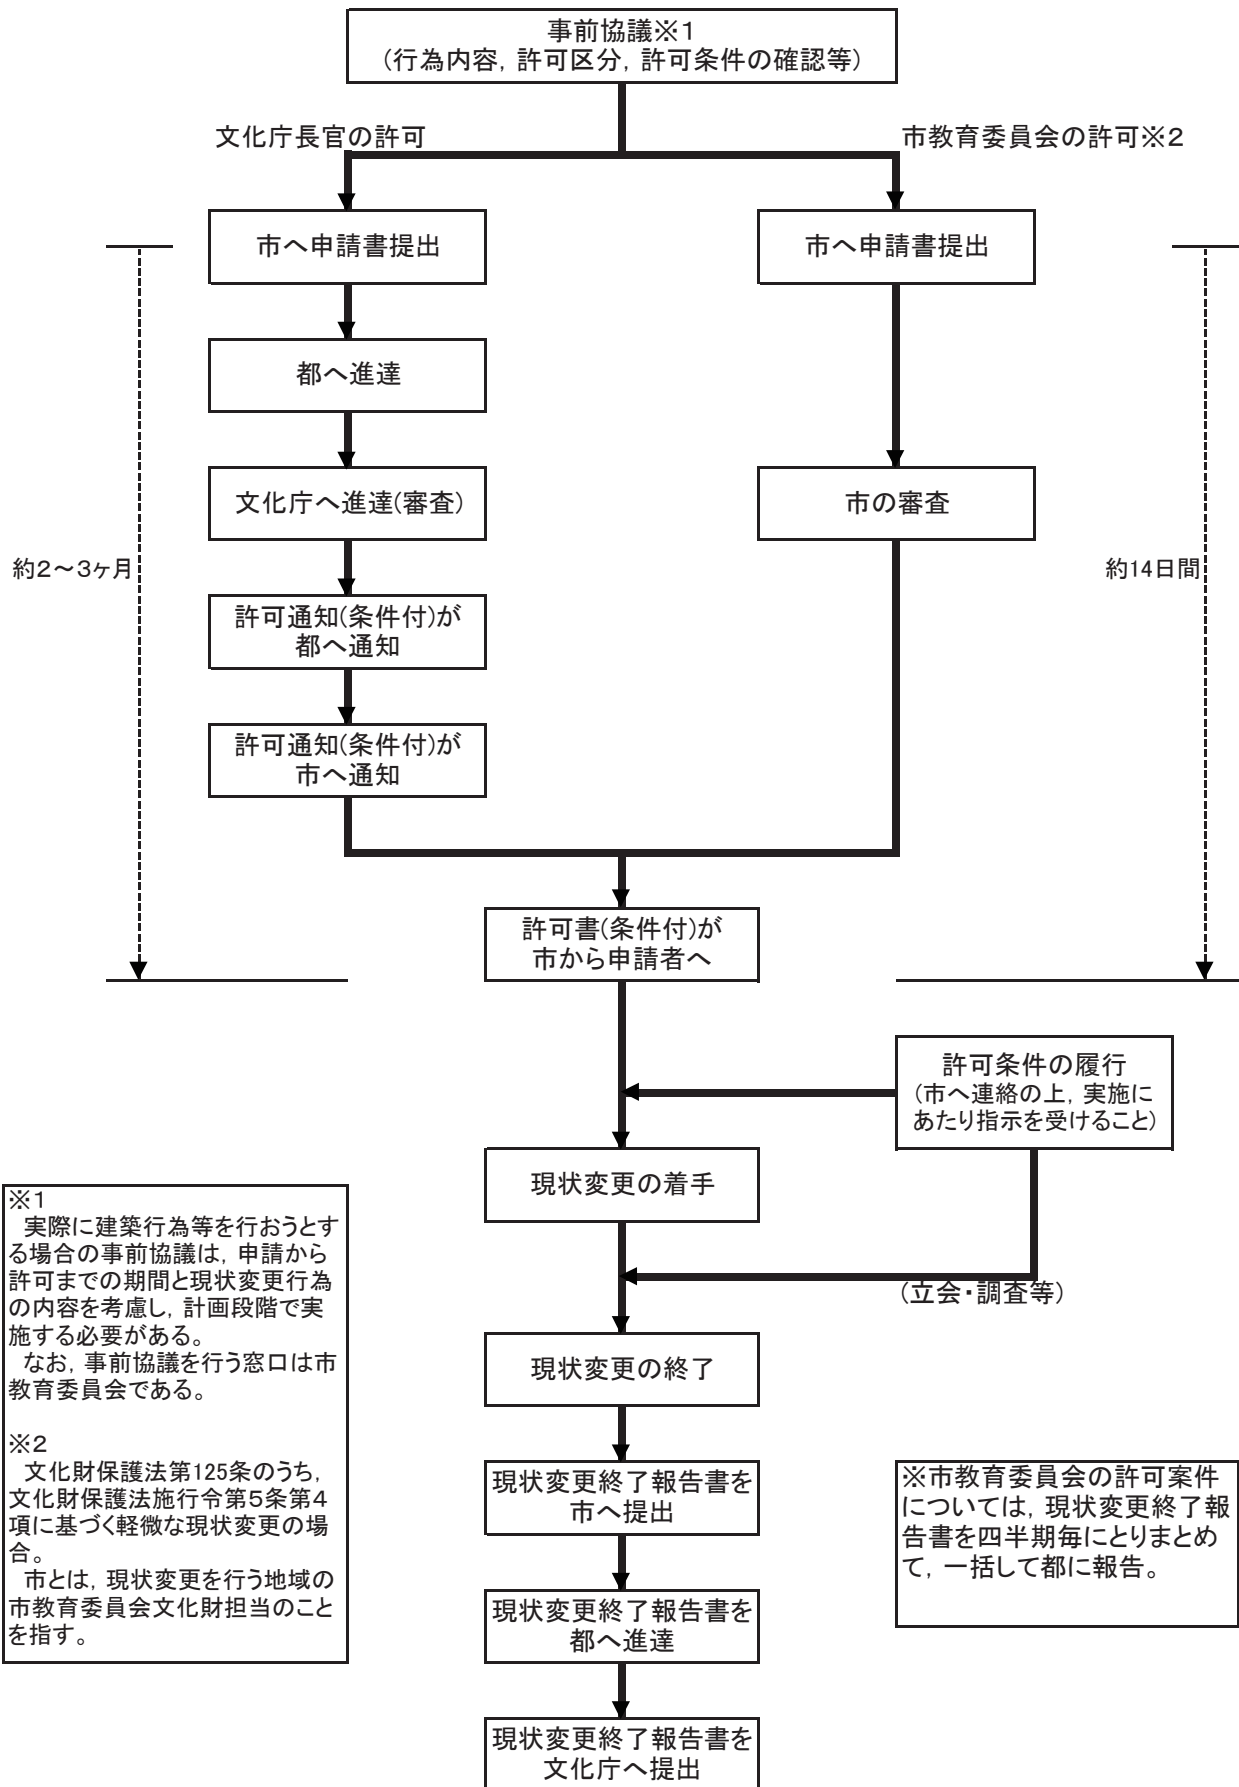 事前協議※1
(行為内容, 許可区分, 許可条件の確認等)
文化庁長官の許可
市教育委員会の許可※2
市へ申請書提出
市へ申請書提出
都へ進達
文化庁へ進達(審査)
市の審査
約2～3ヶ月
約14日間
許可通知(条件付)が
都へ通知
許可通知(条件付)が
市へ通知
許可書(条件付)が
市から申請者へ
許可条件の履行
(市へ連絡の上, 実施に
あたり指示を受けること)
現状変更の着手
(立会・調査等)
現状変更の終了
現状変更終了報告書を
市へ提出
現状変更終了報告書を
都へ進達
現状変更終了報告書を
文化庁へ提出
※1
実際に建築行為等を行おうとす
る場合の事前協議は, 申請から
許可までの期間と現状変更行為
の内容を考慮し, 計画段階で実
施する必要がある。
なお, 事前協議を行う窓口は市
教育委員会である。
※2
文化財保護法第125条のうち,
文化財保護法施行令第5条第4
項に基づく軽微な現状変更の場
合。
市とは, 現状変更を行う地域の
市教育委員会文化財担当のこと
を指す。
※市教育委員会の許可案件
については, 現状変更終了報
告書を四半期毎にとりまとめ
て, 一括して都に報告。